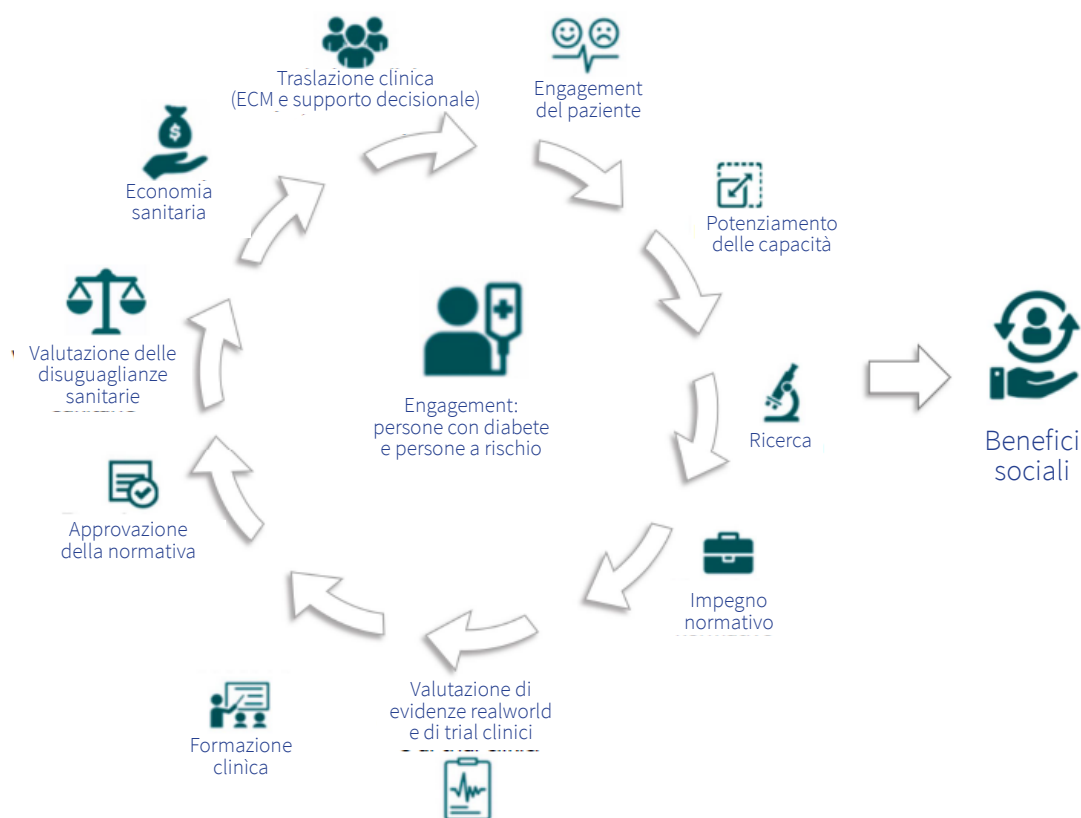 Traslazione clinica
(ECM e supporto decisionale)
Engagement
del paziente
Potenziamento
delle capacità
Ricerca
Benefici
sociali
Impegno
normativo
Valutazione di
evidenze realworld
e di trial clinici
Formazione
clinìca
Approvazione
della normativa
Valutazione delle
disuguaglianze
sanitarie
Economia
sanitaria
Engagement:
persone con diabete
e persone a rischio